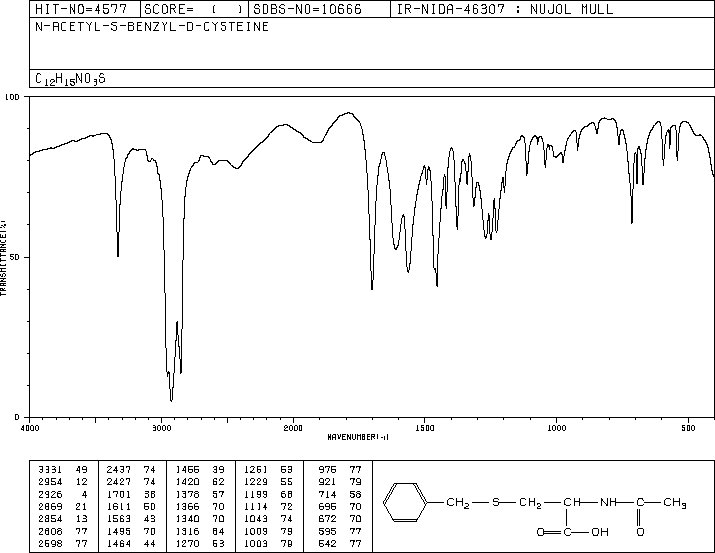 HIT-NO=4577 SCORE= ( ) SDBS-NO=10666 IR-NIDA-46307 : NUJOL MULL
N-ACETYL-S-BENZYL-D-CYSTEINE
C12H15NO3S
100
50
0
TRANSMITTANCE(%)
4000 3000 2000 1500 1000 500
WAVENUMBER(-1)
3331 49 2437 74 1466 39 1261 53 976 77
2954 12 2427 74 1420 62 1229 55 921 79
2926 4 1701 38 1378 57 1199 68 714 58
2869 21 1611 50 1366 70 1114 72 696 70
2854 13 1563 43 1340 70 1043 74 672 70
2606 77 1495 70 1316 64 1009 79 595 77
2598 77 1464 44 1270 53 1003 79 542 77
CH2 S CH2 CH NH C CH3
O C OH O